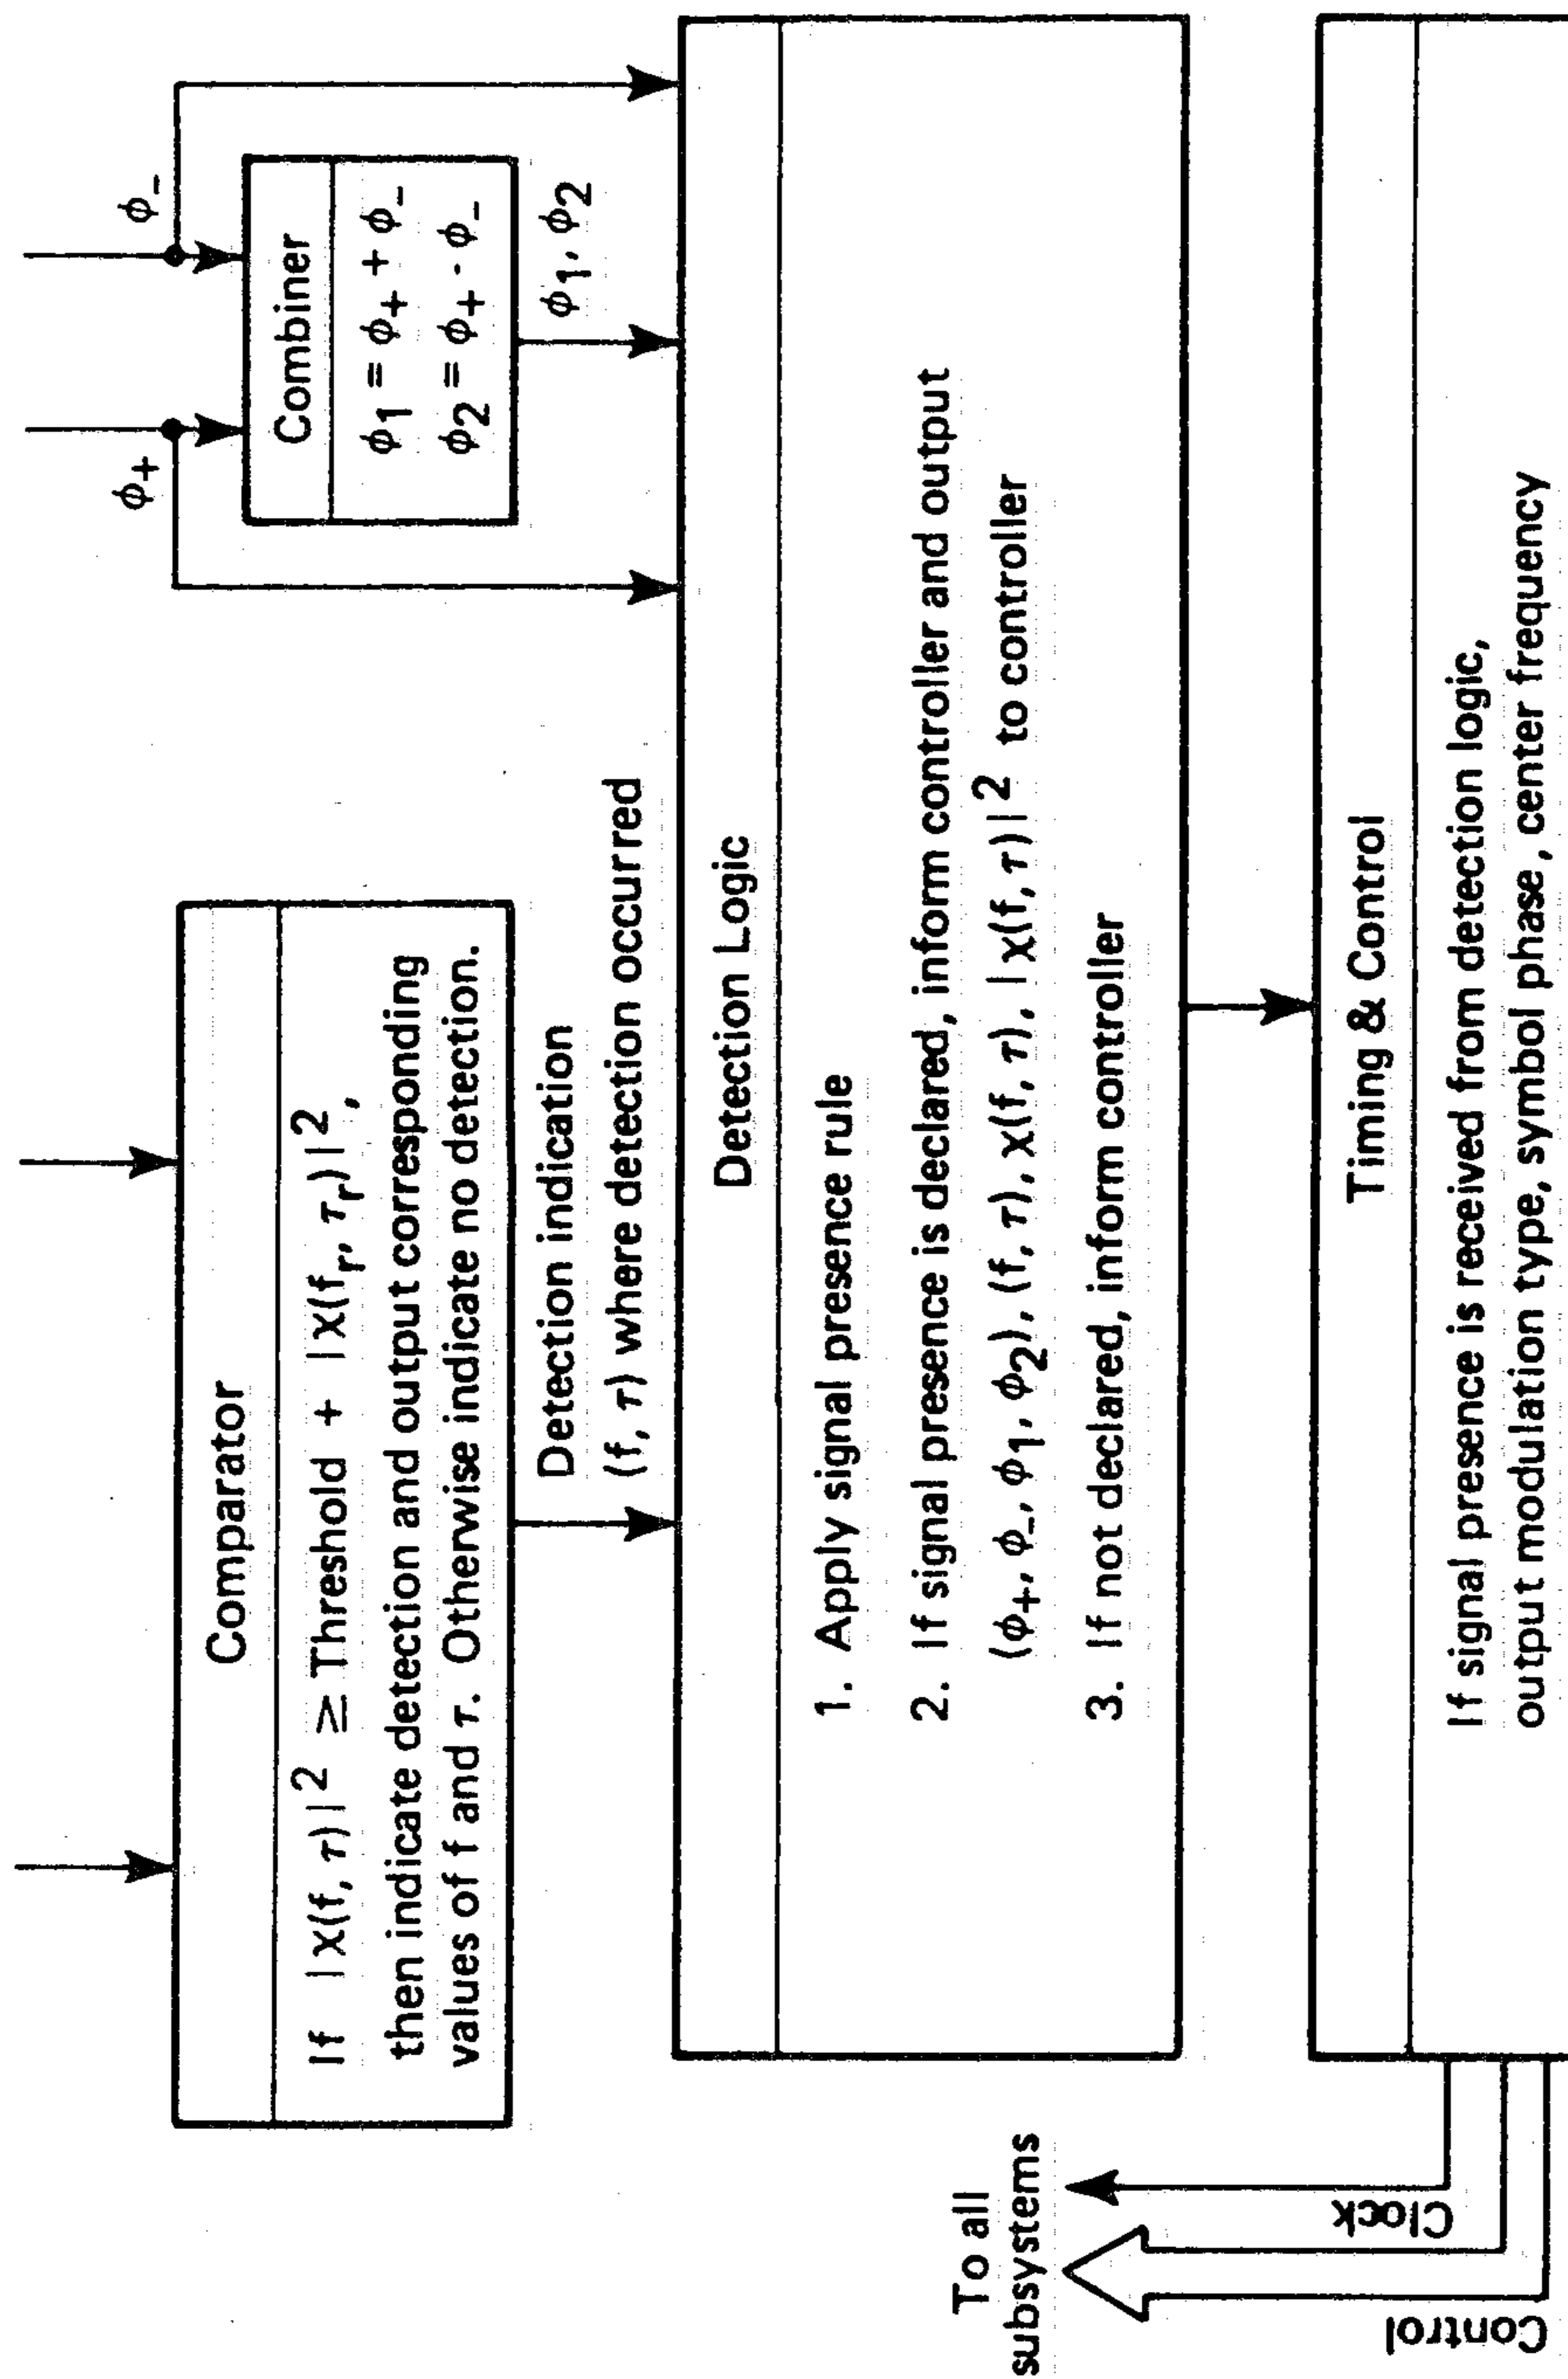 Comparator
If |χ(f, τ)|² ≥ Threshold + |χ(f_r, τ_r)|²,
then indicate detection and output corresponding
values of f and τ. Otherwise indicate no detection.
ϕ₊
ϕ₋
Combiner
ϕ₁ = ϕ₊ + ϕ₋
ϕ₂ = ϕ₊ - ϕ₋
ϕ₁, ϕ₂
Detection indication
(f, τ) where detection occurred
Detection Logic
1. Apply signal presence rule
2. If signal presence is declared, inform controller and output
(ϕ₊, ϕ₋, ϕ₁, ϕ₂), (f, τ), χ(f, τ), |χ(f, τ)|² to controller
3. If not declared, inform controller
To all
subsystems
Clock
Control
Timing & Control
If signal presence is received from detection logic,
output modulation type, symbol phase, center frequency